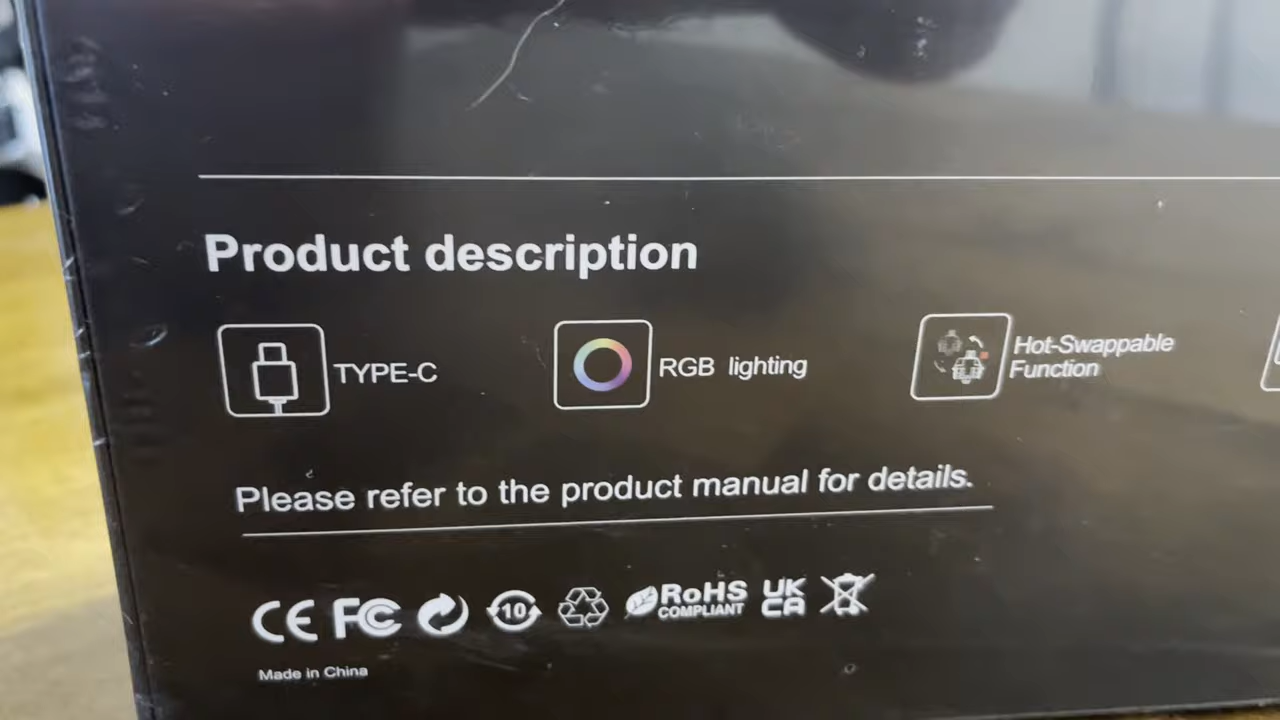 Product description
TYPE-C
RGB lighting
Hot-Swappable
Function
Please refer to the product manual for details.
CE FC 10 RoHS COMPLIANT UK CA
Made in China